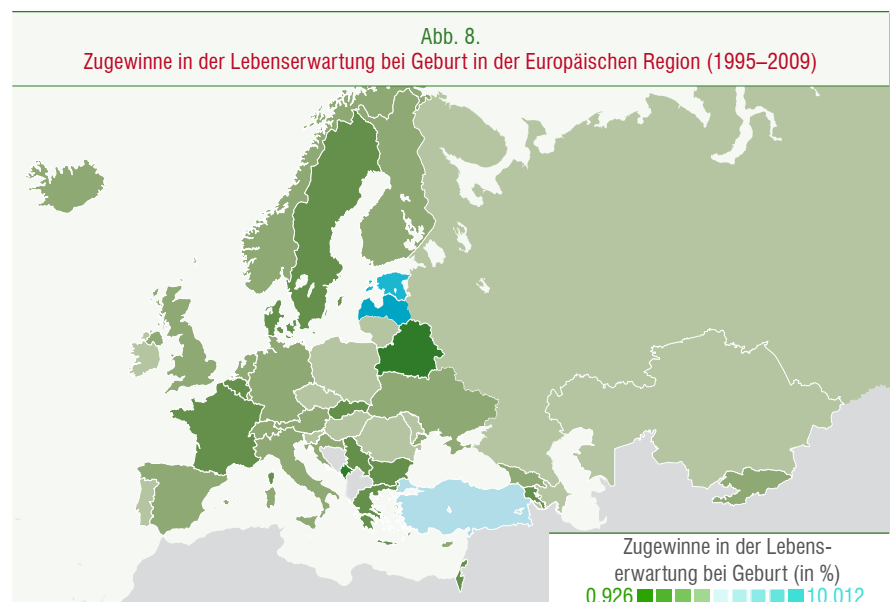 Abb. 8.
Zugewinne in der Lebenserwartung bei Geburt in der Europäischen Region (1995–2009)
Zugewinne in der Lebens-
erwartung bei Geburt (in %)
0.926 10.012